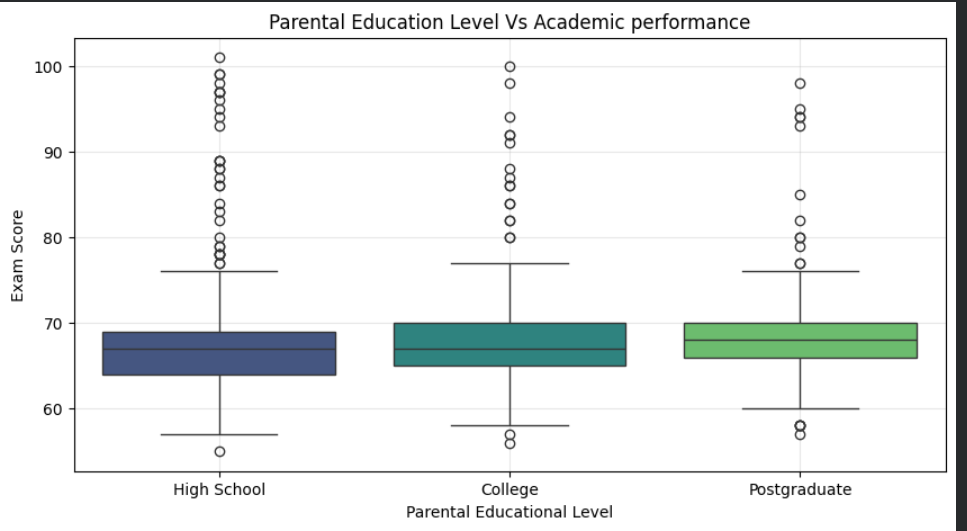 Parental Education Level Vs Academic performance
100
90
80
70
60
Exam Score
High School
College
Postgraduate
Parental Educational Level